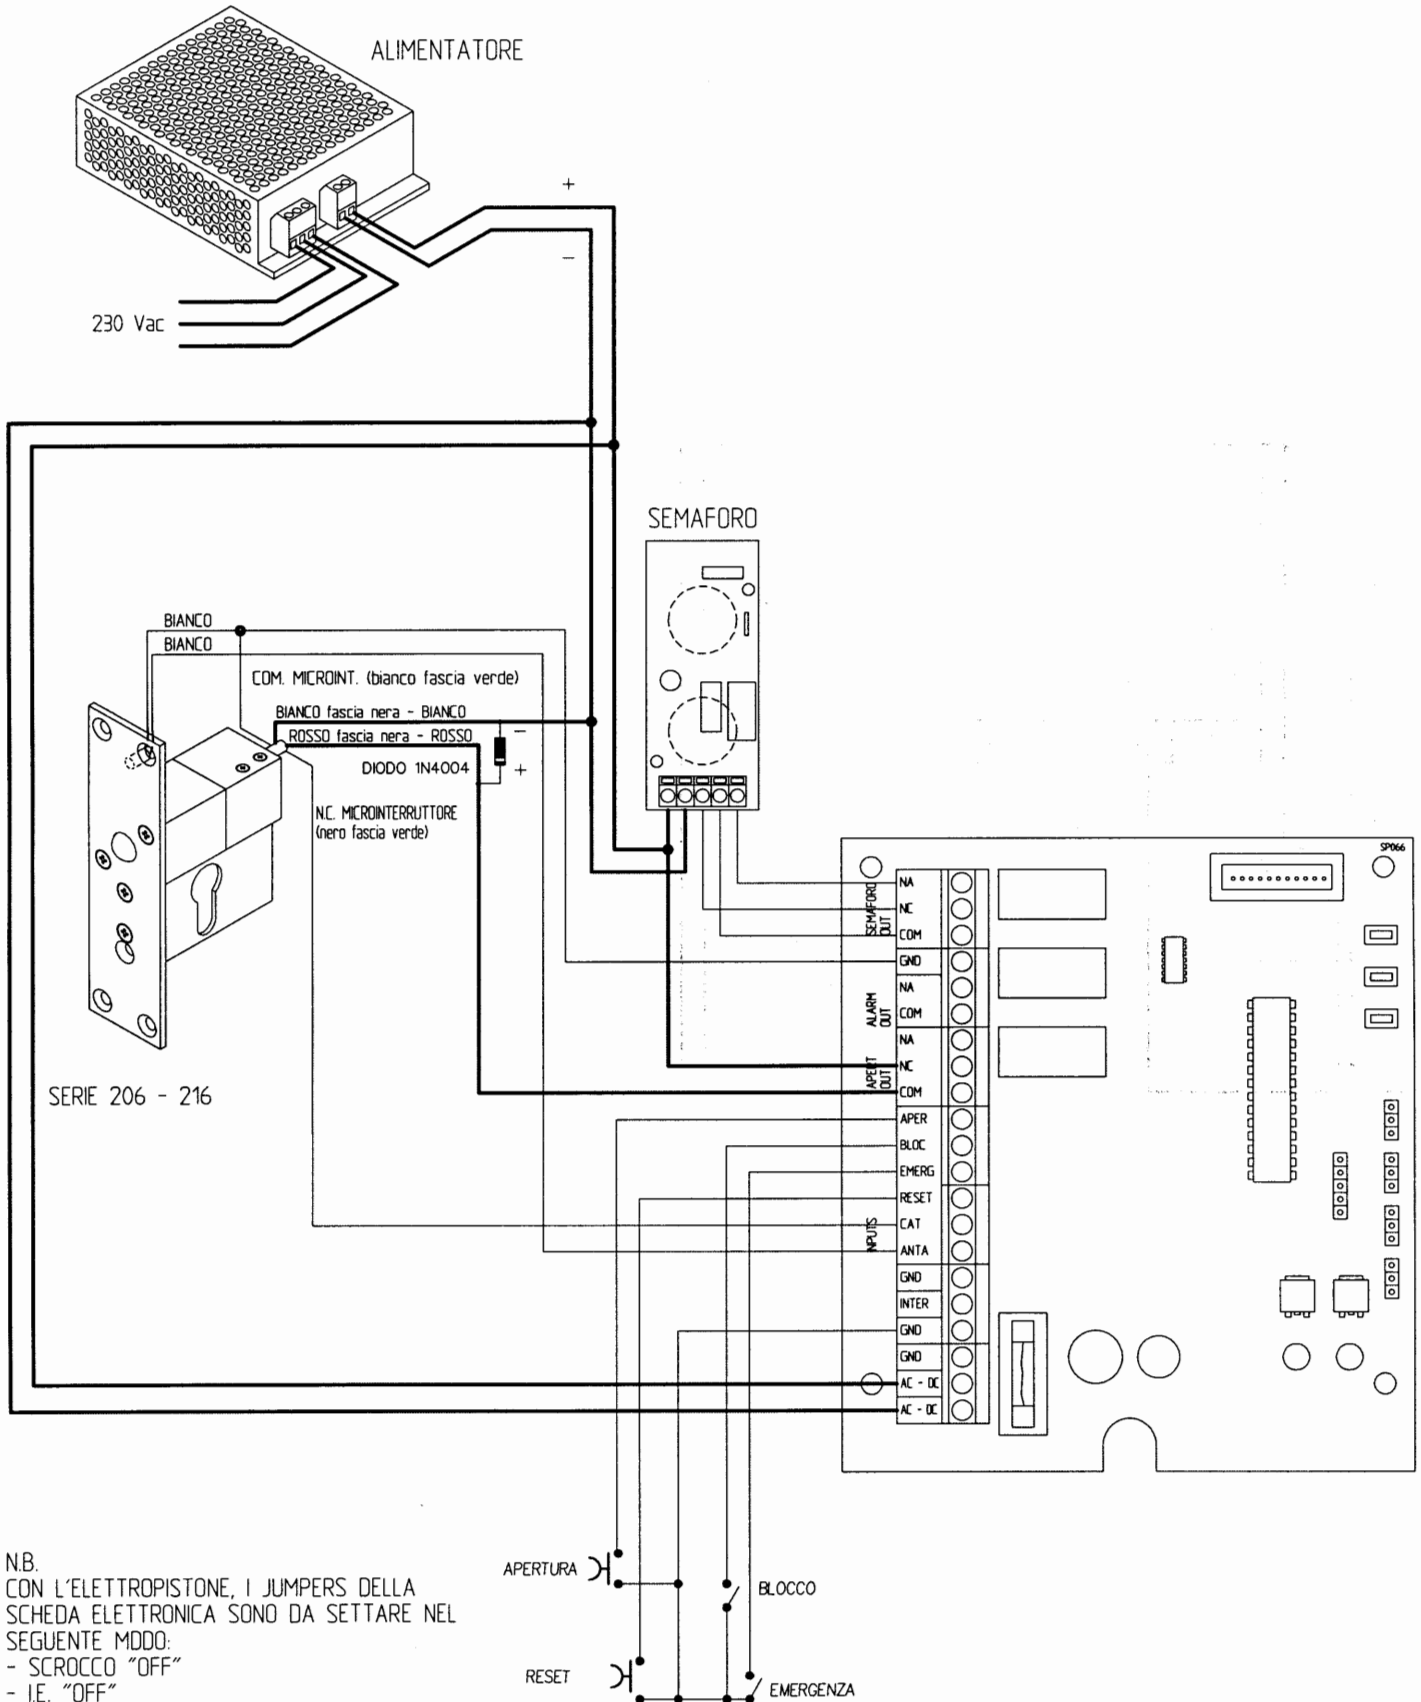 ALIMENTATORE
+
-
230 Vac
SEMAFORO
BIANCO
BIANCO
COM. MICROINT. (bianco fascia verde)
BIANCO fascia nera - BIANCO
ROSSO fascia nera - ROSSO
-
DIODO 1N4004
+
N.C. MICROINTERRUTTORE
(nero fascia verde)
SERIE 206 - 216
SP066
SEMAFORO
OUT
NA
NC
COM
GND
ALARM
OUT
NA
COM
APERT
OUT
NA
NC
COM
INPUTS
APER
BLOC
EMERG
RESET
CAT
ANTA
GND
INTER
GND
GND
AC - DC
AC - DC
APERTURA
BLOCCO
RESET
EMERGENZA
N.B.
CON L'ELETTROPISTONE, I JUMPERS DELLA
SCHEDA ELETTRONICA SONO DA SETTARE NEL
SEGUENTE MODO:
- SCROCCO "OFF"
- I.E. "OFF"